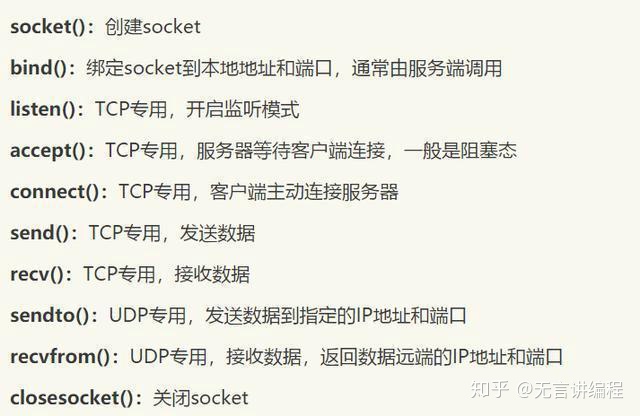 socket()：创建socket
bind()：绑定socket到本地地址和端口，通常由服务端调用
listen()：TCP专用，开启监听模式
accept()：TCP专用，服务器等待客户端连接，一般是阻塞态
connect()：TCP专用，客户端主动连接服务器
send()：TCP专用，发送数据
recv()：TCP专用，接收数据
sendto()：UDP专用，发送数据到指定的IP地址和端口
recvfrom()：UDP专用，接收数据，返回数据远端的IP地址和端口
closesocket()：关闭socket
知乎 @无言讲编程